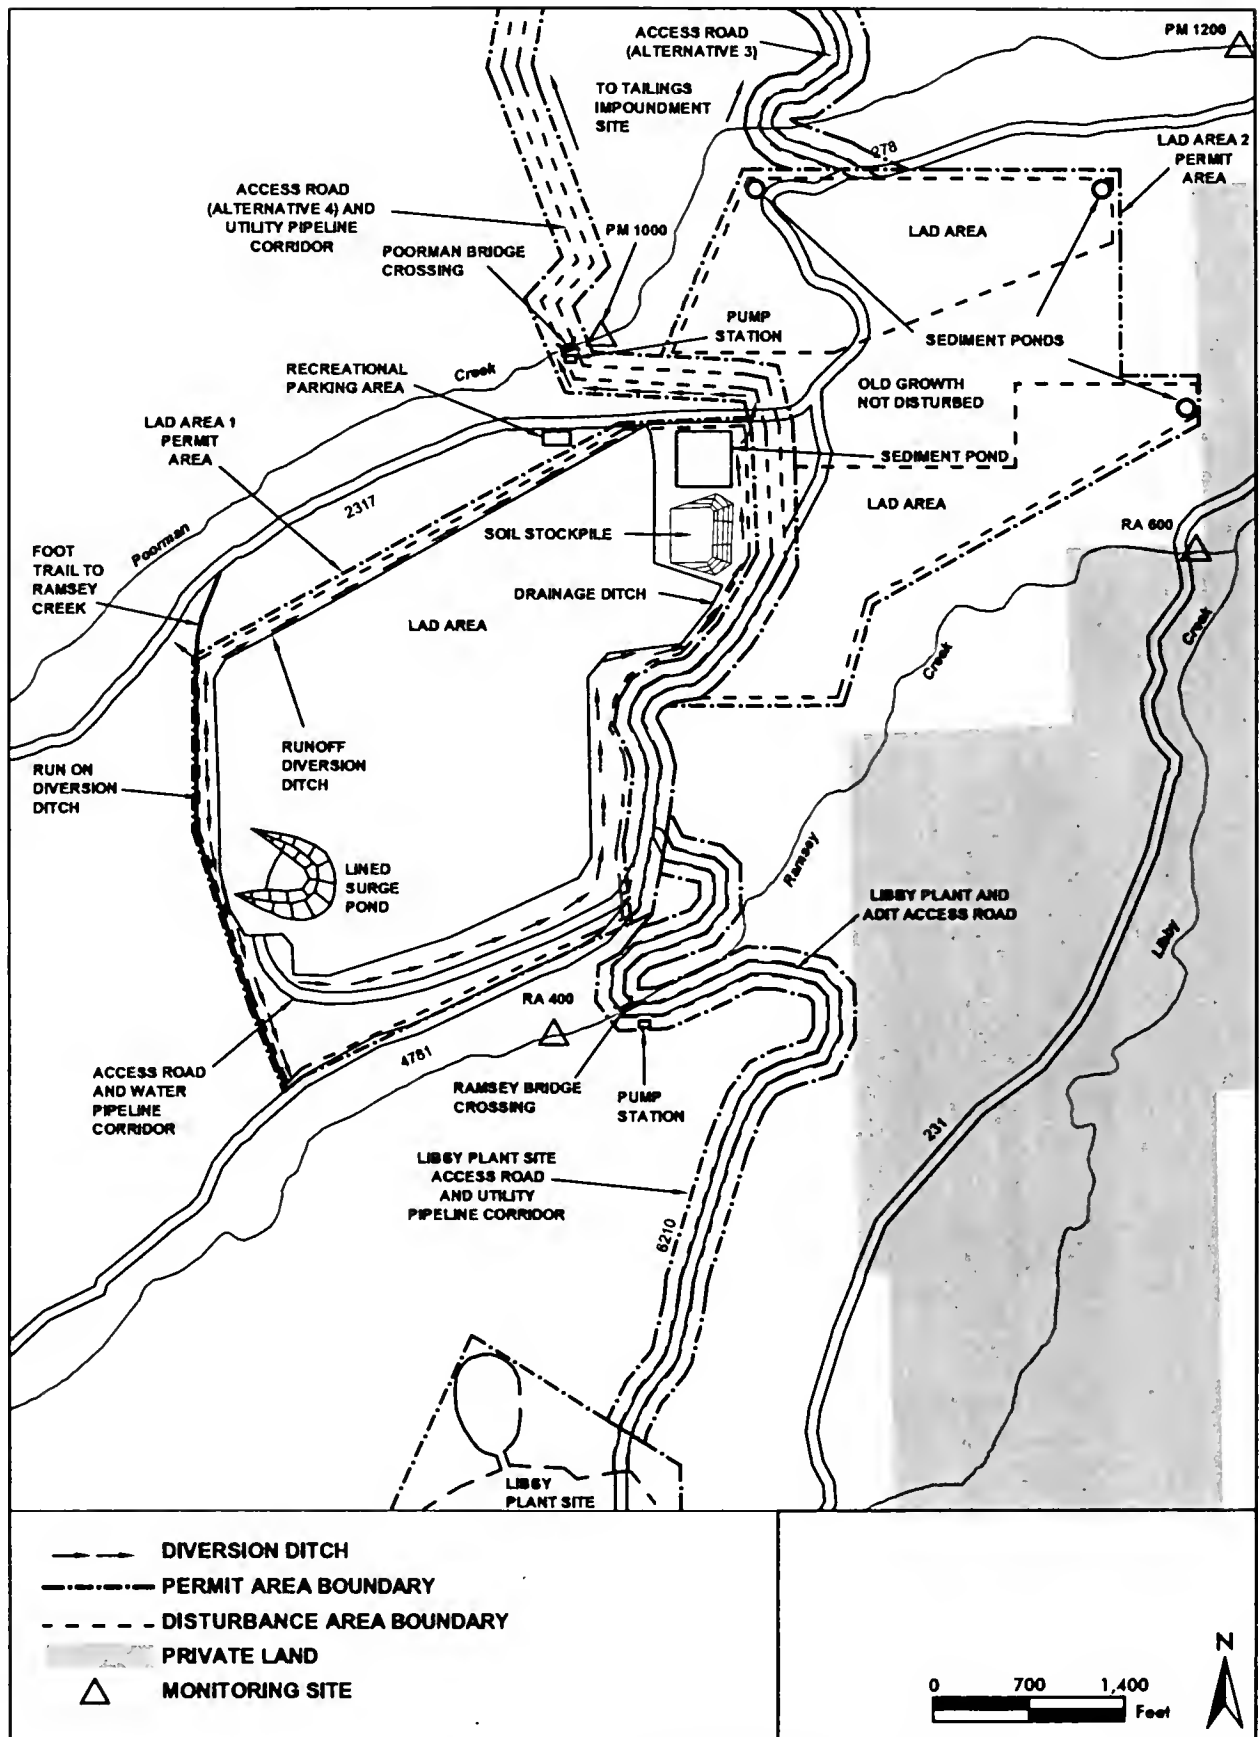 ACCESS ROAD
(ALTERNATIVE 3)
PM 1200
TO TAILINGS
IMPOUNDMENT
SITE
278
LAD AREA 2
PERMIT
AREA
ACCESS ROAD
(ALTERNATIVE 4) AND
UTILITY PIPELINE
CORRIDOR
PM 1000
LAD AREA
POORMAN BRIDGE
CROSSING
PUMP
STATION
SEDIMENT PONDS
RECREATIONAL
PARKING AREA
Creek
OLD GROWTH
NOT DISTURBED
LAD AREA 1
PERMIT
AREA
SEDIMENT POND
2317
LAD AREA
Poorman
SOIL STOCKPILE
RA 600
FOOT
TRAIL TO
RAMSEY
CREEK
DRAINAGE DITCH
LAD AREA
Creek
Creek
RUNOFF
DIVERSION
DITCH
RUN ON
DIVERSION
DITCH
Ramsey
LINED
SURGE
POND
LIBBY PLANT AND
ADIT ACCESS ROAD
Libby
RA 400
4781
ACCESS ROAD
AND WATER
PIPELINE
CORRIDOR
RAMSEY BRIDGE
CROSSING
PUMP
STATION
231
LIBBY PLANT SITE
ACCESS ROAD
AND UTILITY
PIPELINE CORRIDOR
6210
LIBBY
PLANT SITE
DIVERSION DITCH
PERMIT AREA BOUNDARY
DISTURBANCE AREA BOUNDARY
PRIVATE LAND
MONITORING SITE
N
0 700 1,400
Feet